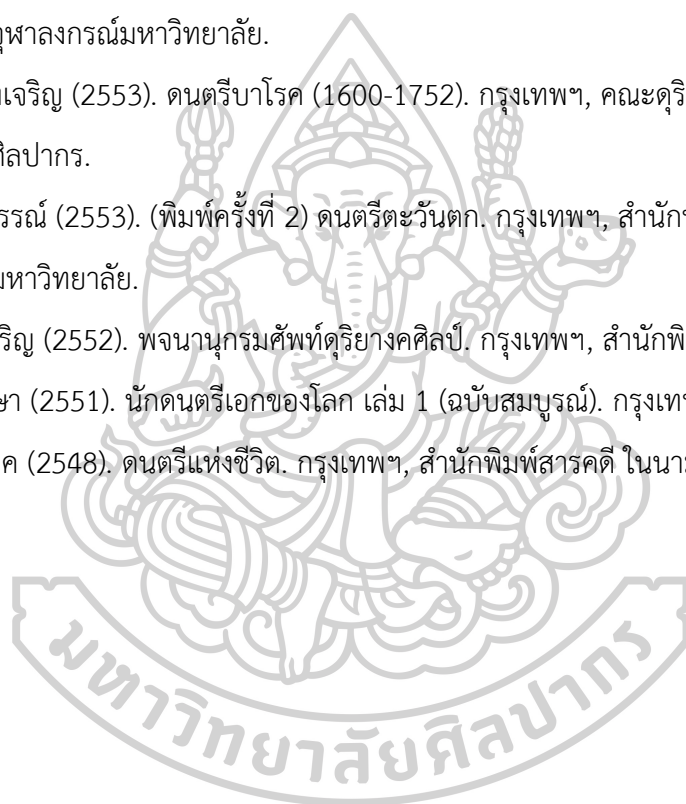 จุฬาลงกรณ์มหาวิทยาลัย.
เจริญ (2553). ดนตรีบาโรค (1600-1752). กรุงเทพฯ, คณะดุริ
ศิลปากร.
รรณ์ (2553). (พิมพ์ครั้งที่ 2) ดนตรีตะวันตก. กรุงเทพฯ, สำนักพ
มหาวิทยาลัย.
ริญ (2552). พจนานุกรมศัพท์ดุริยางคศิลป์. กรุงเทพฯ, สำนักพิม
ษา (2551). นักดนตรีเอกของโลก เล่ม 1 (ฉบับสมบูรณ์). กรุงเทพ
ค (2548). ดนตรีแห่งชีวิต. กรุงเทพฯ, สำนักพิมพ์สารคดี ในนาม
มหาวิทยาลัยศิลปากร